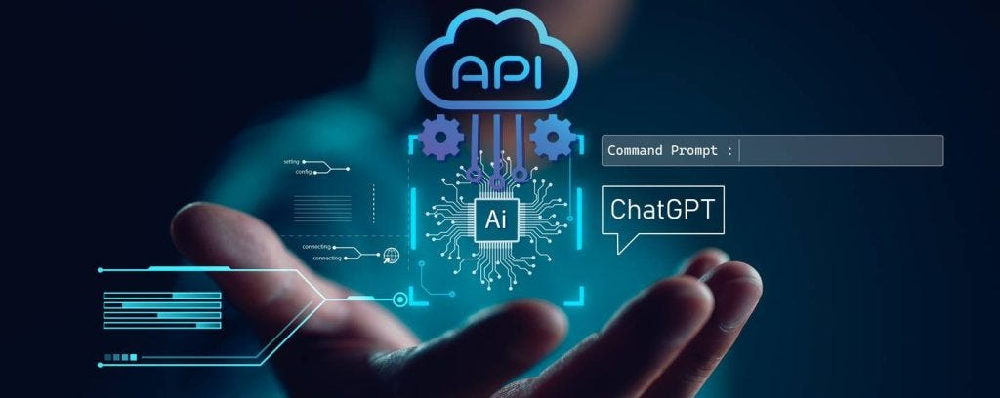 API
Command Prompt :
setting
config
ChatGPT
Ai
connecting
connecting